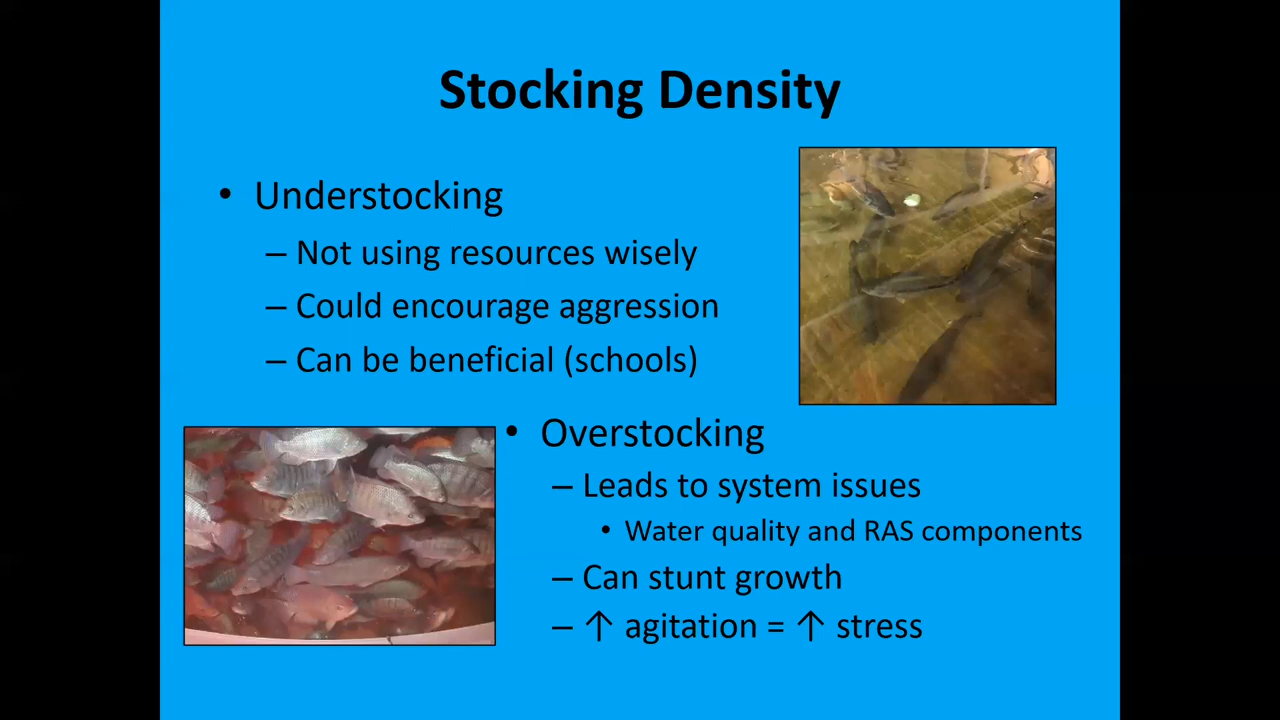 Stocking Density
• Understocking
– Not using resources wisely
– Could encourage aggression
– Can be beneficial (schools)
• Overstocking
– Leads to system issues
• Water quality and RAS components
– Can stunt growth
– ↑ agitation = ↑ stress